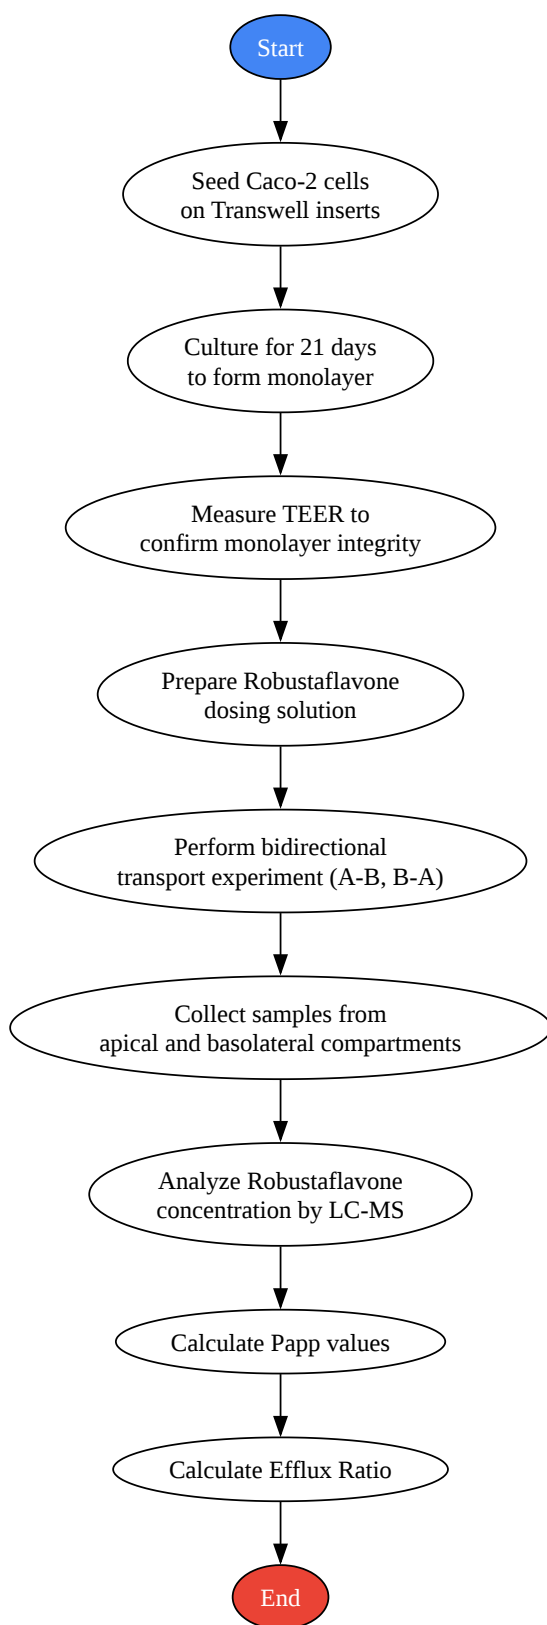 Start
Seed Caco-2 cells
on Transwell inserts
Culture for 21 days
to form monolayer
Measure TEER to
confirm monolayer integrity
Prepare Robustaflavone
dosing solution
Perform bidirectional
transport experiment (A-B, B-A)
Collect samples from
apical and basolateral compartments
Analyze Robustaflavone
concentration by LC-MS
Calculate Papp values
Calculate Efflux Ratio
End